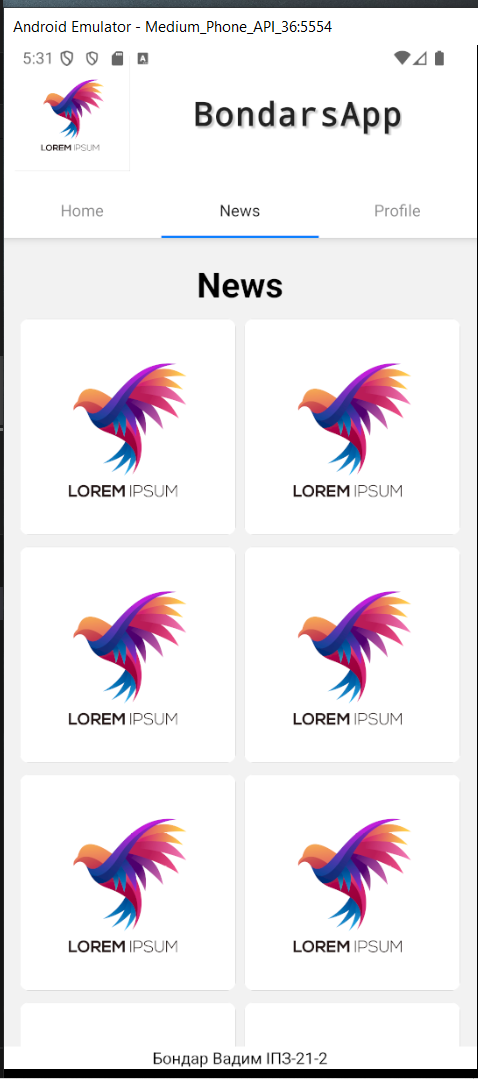 Android Emulator - Medium_Phone_API_36:5554
5:31
BondarsApp
LOREM IPSUM
Home News Profile
News
LOREM IPSUM LOREM IPSUM
LOREM IPSUM LOREM IPSUM
LOREM IPSUM LOREM IPSUM
Бондар Вадим ІПЗ-21-2